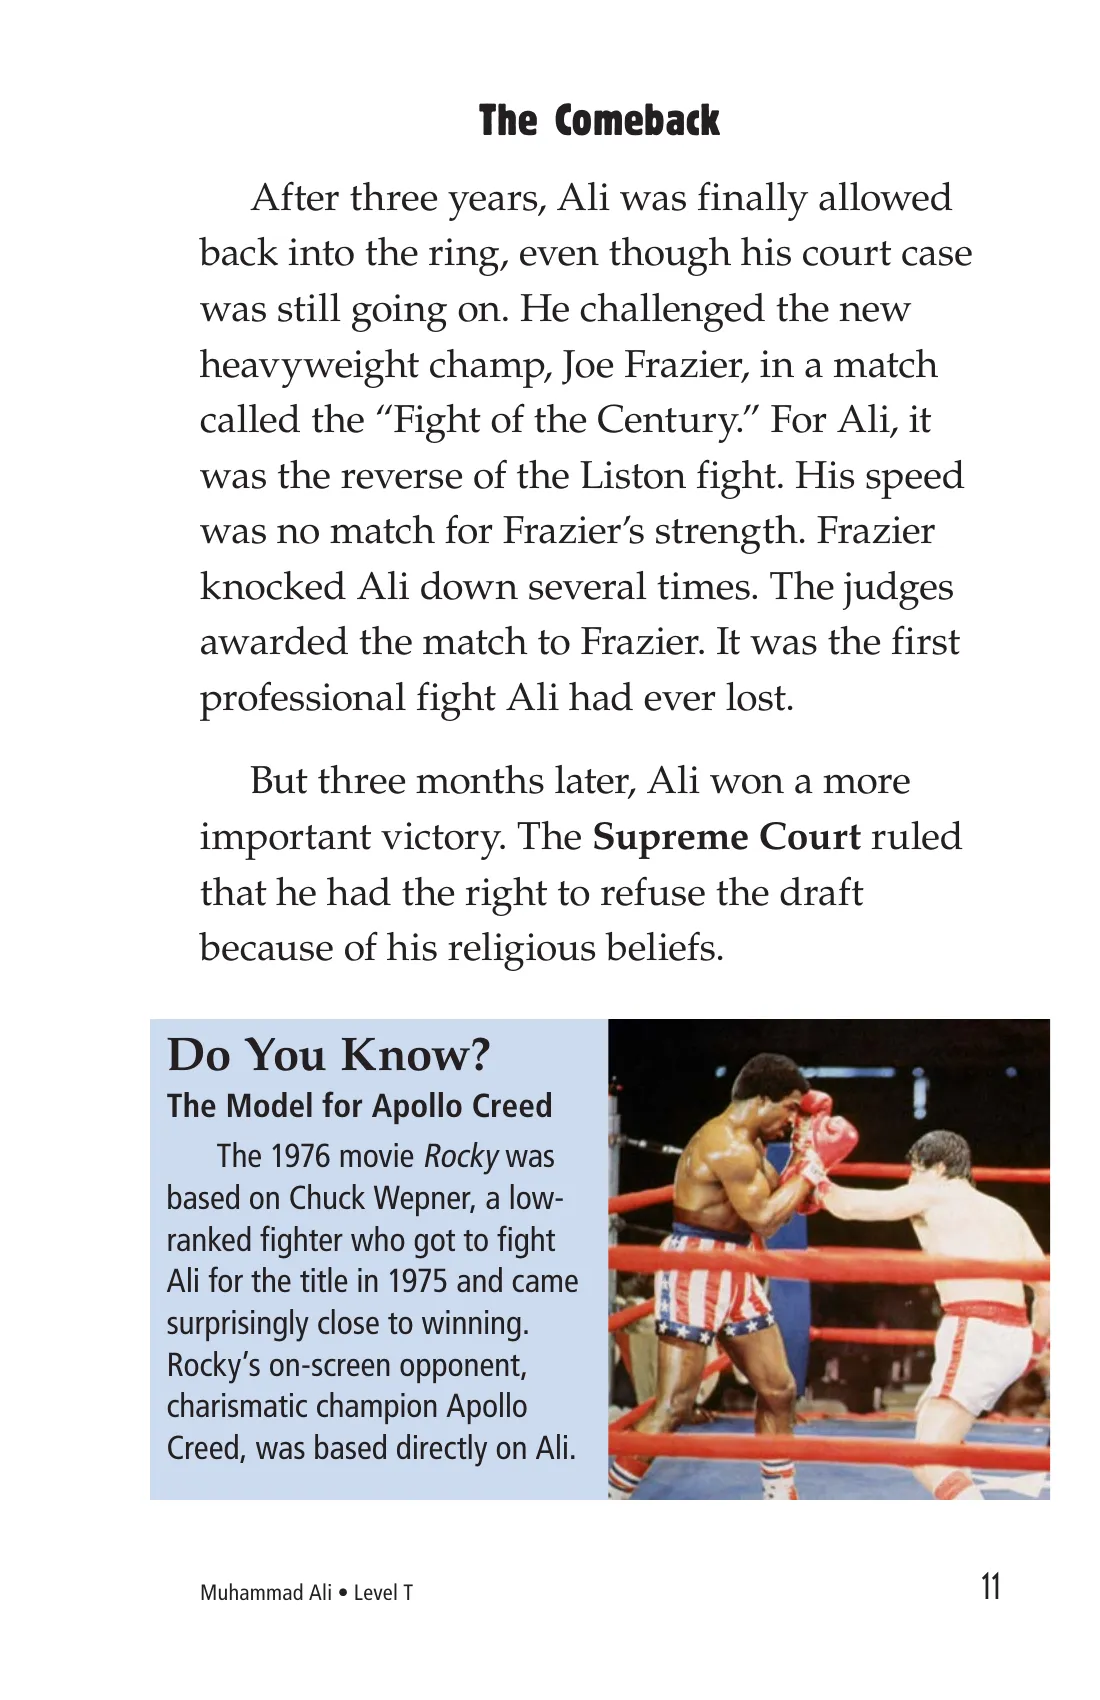 The Comeback
After three years, Ali was finally allowed
back into the ring, even though his court case
was still going on. He challenged the new
heavyweight champ, Joe Frazier, in a match
called the “Fight of the Century.” For Ali, it
was the reverse of the Liston fight. His speed
was no match for Frazier’s strength. Frazier
knocked Ali down several times. The judges
awarded the match to Frazier. It was the first
professional fight Ali had ever lost.
But three months later, Ali won a more
important victory. The Supreme Court ruled
that he had the right to refuse the draft
because of his religious beliefs.
Do You Know?
The Model for Apollo Creed
The 1976 movie Rocky was
based on Chuck Wepner, a low-
ranked fighter who got to fight
Ali for the title in 1975 and came
surprisingly close to winning.
Rocky’s on-screen opponent,
charismatic champion Apollo
Creed, was based directly on Ali.
Muhammad Ali • Level T
11